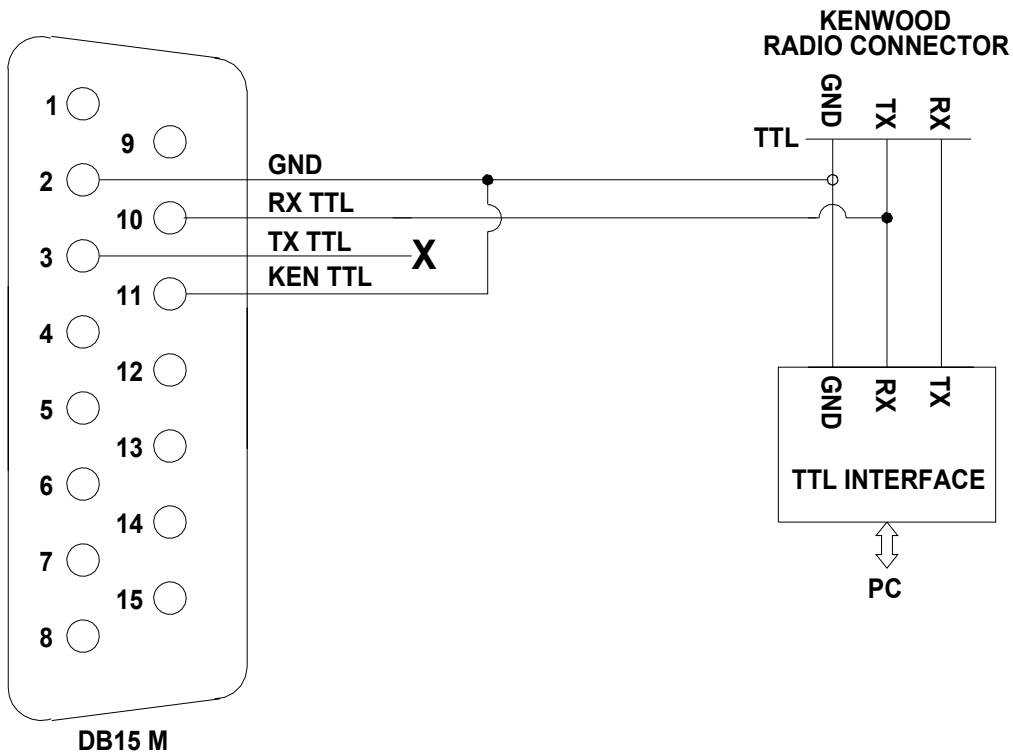 KENWOOD
RADIO CONNECTOR
GND TX RX
TTL
1
9
2
GND
10
RX TTL
3
TX TTL
X
11
KEN TTL
4
12
5
13
6
14
7
15
8
GND RX TX
TTL INTERFACE
PC
DB15 M